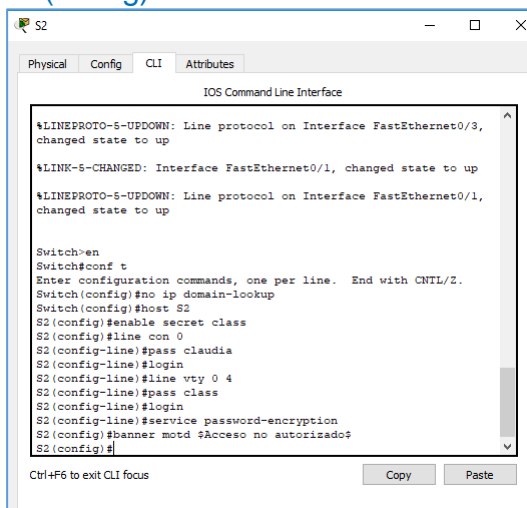 S2
Physical Config CLI Attributes
IOS Command Line Interface
%LINEPROTO-5-UPDOWN: Line protocol on Interface FastEthernet0/3,
changed state to up
%LINK-5-CHANGED: Interface FastEthernet0/1, changed state to up
%LINEPROTO-5-UPDOWN: Line protocol on Interface FastEthernet0/1,
changed state to up
Switch>en
Switch#conf t
Enter configuration commands, one per line. End with CNTL/Z.
Switch(config)#no ip domain-lookup
Switch(config)#host S2
S2(config)#enable secret class
S2(config)#line con 0
S2(config-line)#pass claudia
S2(config-line)#login
S2(config-line)#line vty 0 4
S2(config-line)#pass class
S2(config-line)#login
S2(config-line)#service password-encryption
S2(config)#banner motd $Acceso no autorizado$
S2(config)#
Ctrl+F6 to exit CLI focus
Copy Paste